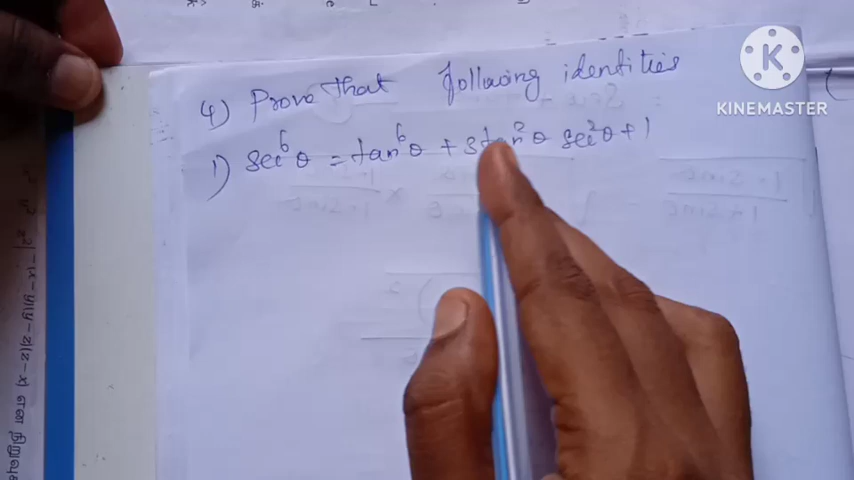 4) Prove that following identities
KINEMASTER
1) sec⁶θ = tan⁶θ + 3tan²θ sec²θ + 1